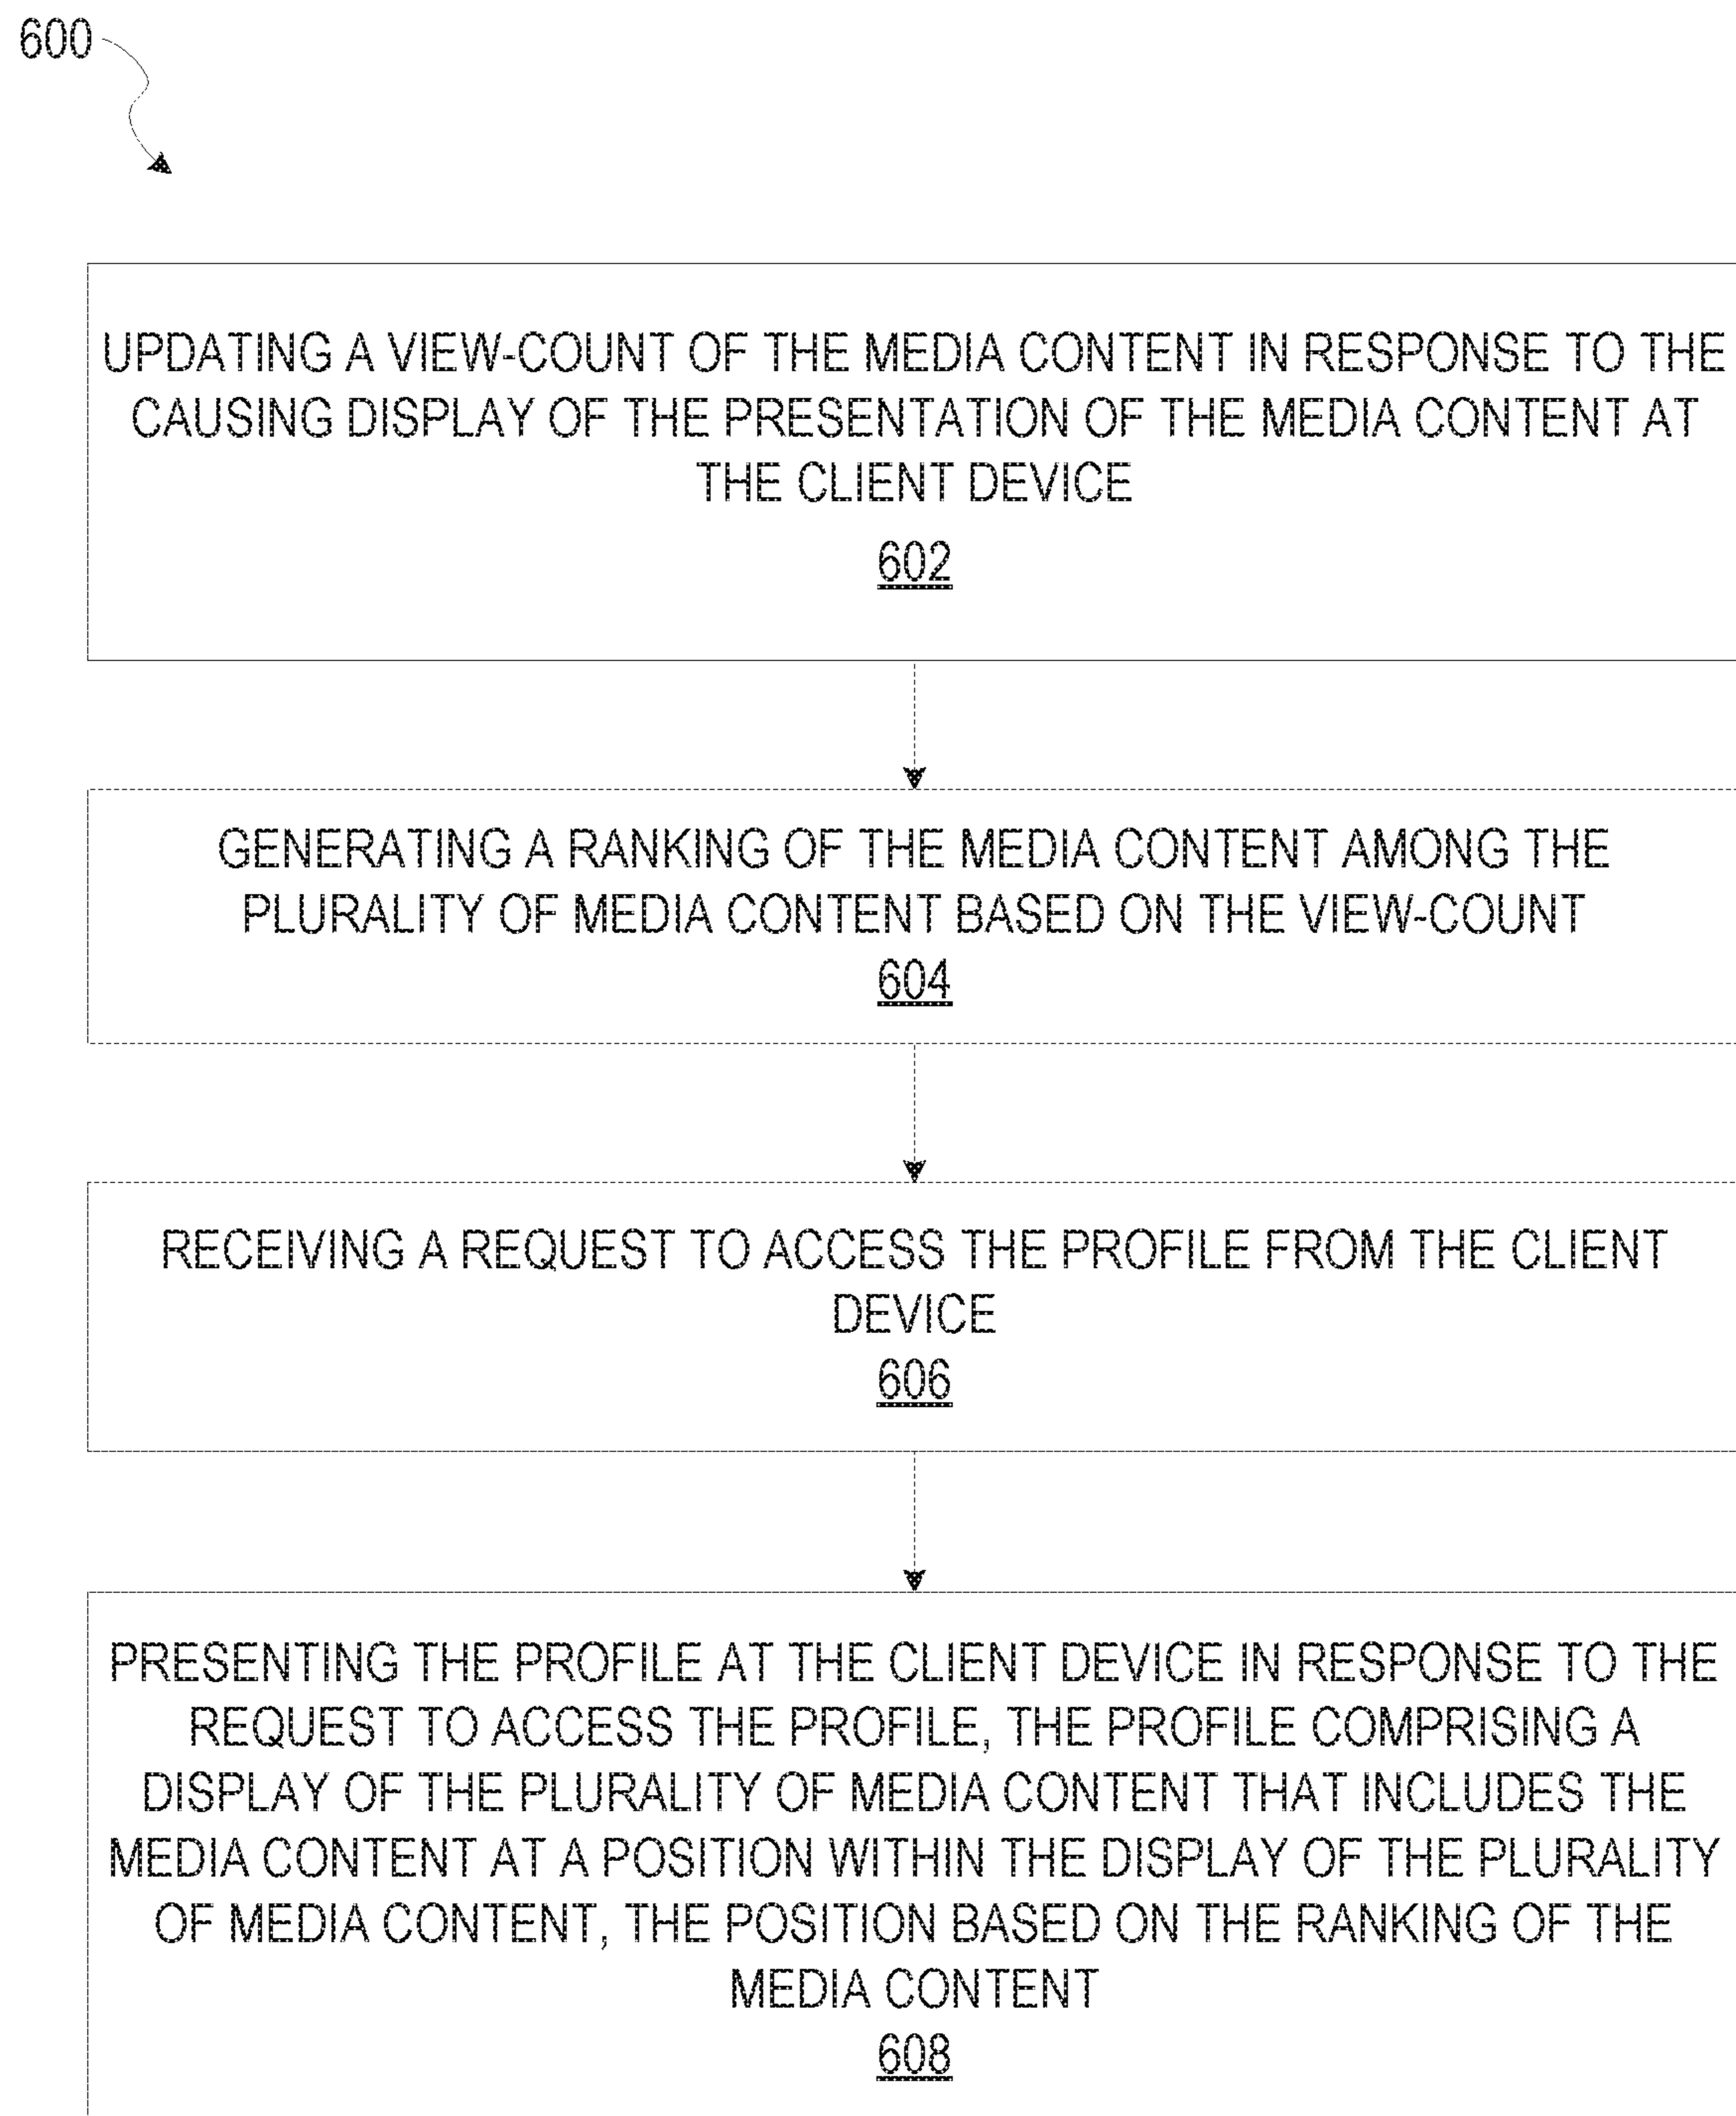 600
UPDATING A VIEW-COUNT OF THE MEDIA CONTENT IN RESPONSE TO THE
CAUSING DISPLAY OF THE PRESENTATION OF THE MEDIA CONTENT AT
THE CLIENT DEVICE
602
GENERATING A RANKING OF THE MEDIA CONTENT AMONG THE
PLURALITY OF MEDIA CONTENT BASED ON THE VIEW-COUNT
604
RECEIVING A REQUEST TO ACCESS THE PROFILE FROM THE CLIENT
DEVICE
606
PRESENTING THE PROFILE AT THE CLIENT DEVICE IN RESPONSE TO THE
REQUEST TO ACCESS THE PROFILE, THE PROFILE COMPRISING A
DISPLAY OF THE PLURALITY OF MEDIA CONTENT THAT INCLUDES THE
MEDIA CONTENT AT A POSITION WITHIN THE DISPLAY OF THE PLURALITY
OF MEDIA CONTENT, THE POSITION BASED ON THE RANKING OF THE
MEDIA CONTENT
608